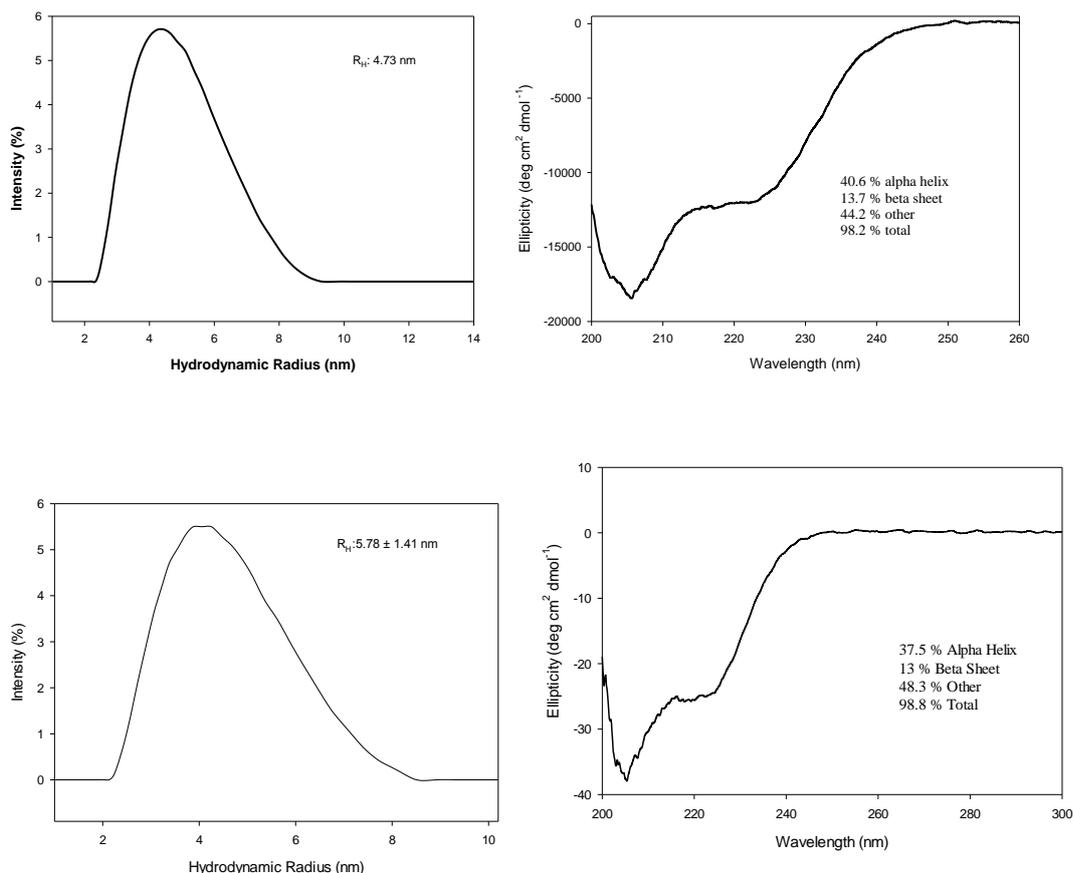 6
5
4
3
2
1
0
Intensity (%)
R_H: 4.73 nm
2 4 6 8 10 12 14
Hydrodynamic Radius (nm)
0
-5000
-10000
-15000
-20000
Ellipticity (deg cm² dmol⁻¹)
40.6 % alpha helix
13.7 % beta sheet
44.2 % other
98.2 % total
200 210 220 230 240 250 260
Wavelength (nm)
6
5
4
3
2
1
0
Intensity (%)
R_H:5.78 ± 1.41 nm
2 4 6 8 10
Hydrodynamic Radius (nm)
10
0
-10
-20
-30
-40
Ellipticity (deg cm² dmol⁻¹)
37.5 % Alpha Helix
13 % Beta Sheet
48.3 % Other
98.8 % Total
200 220 240 260 280 300
Wavelength (nm)